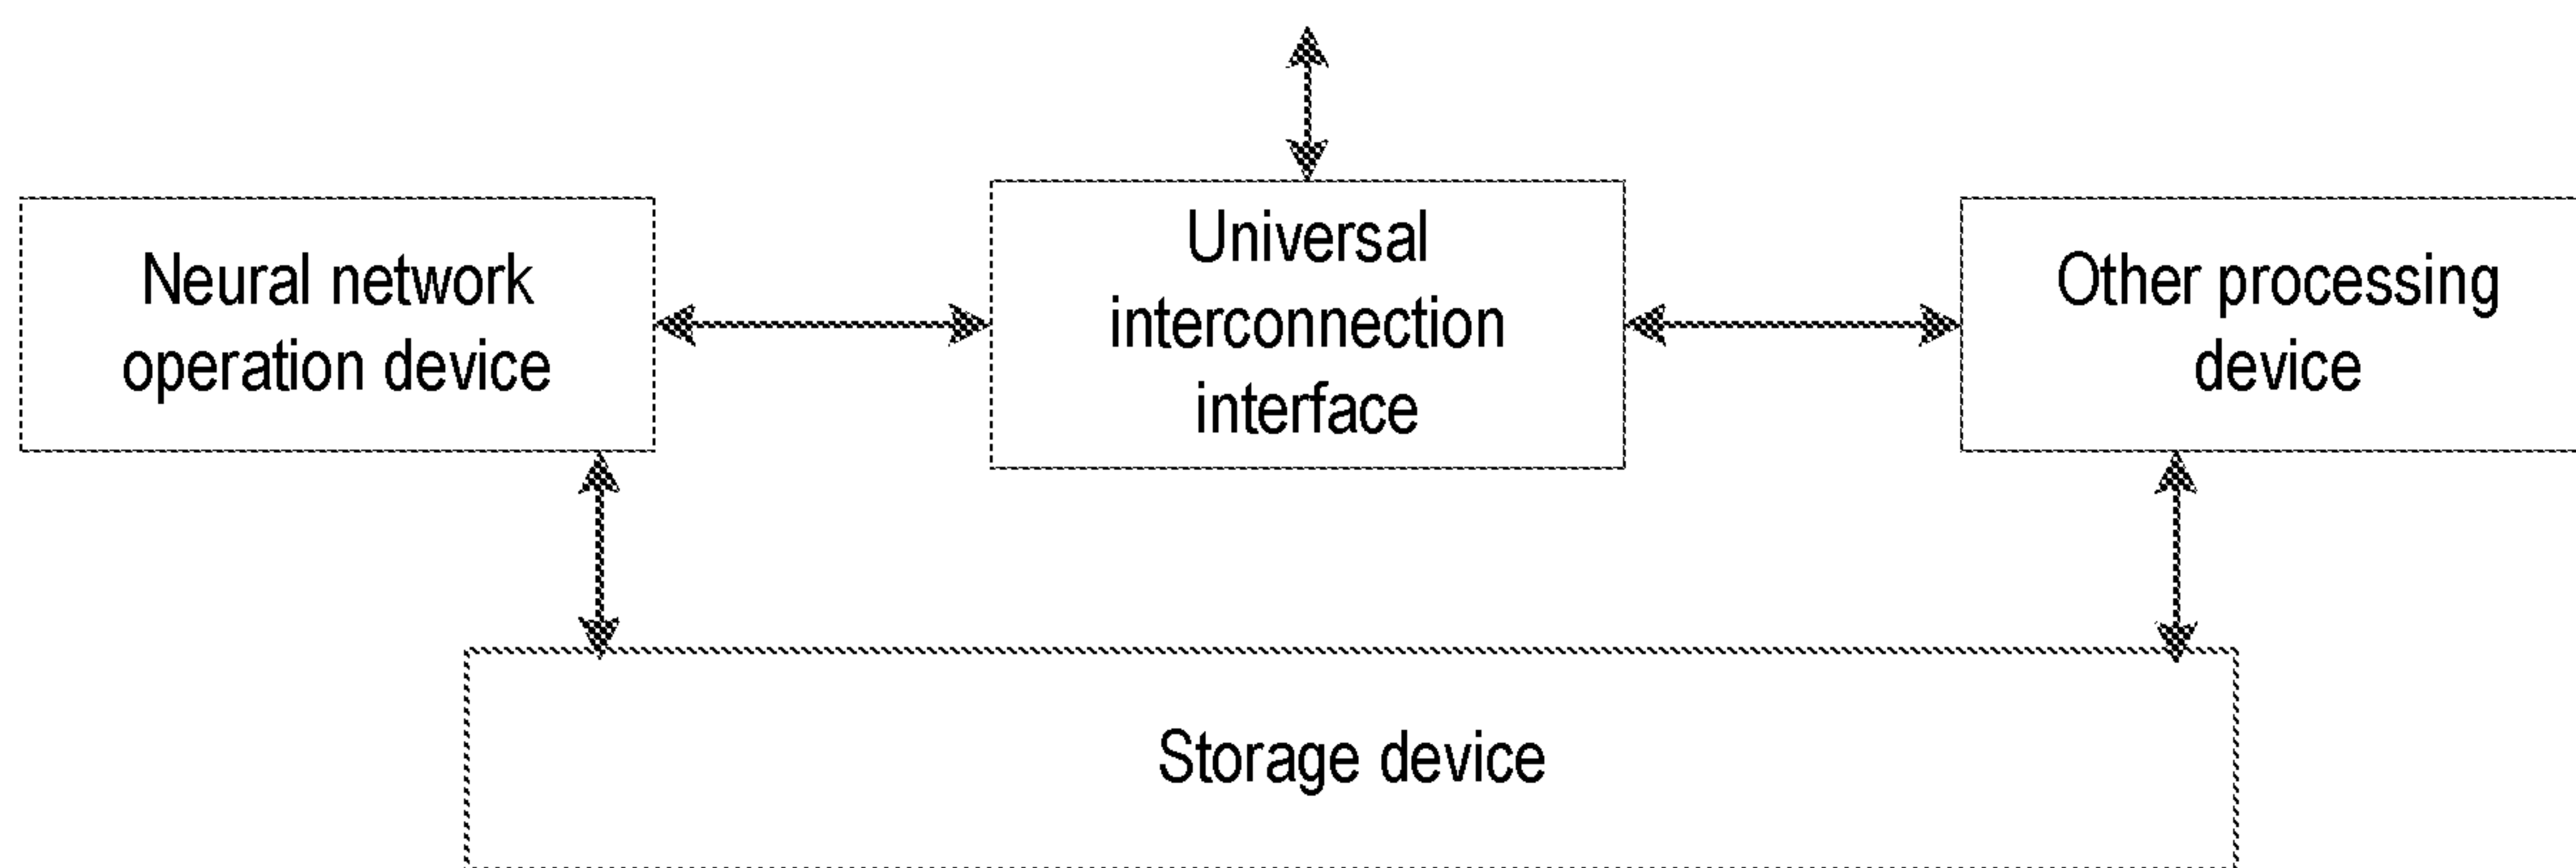 Neural network
operation device
Universal
interconnection
interface
Other processing
device
Storage device